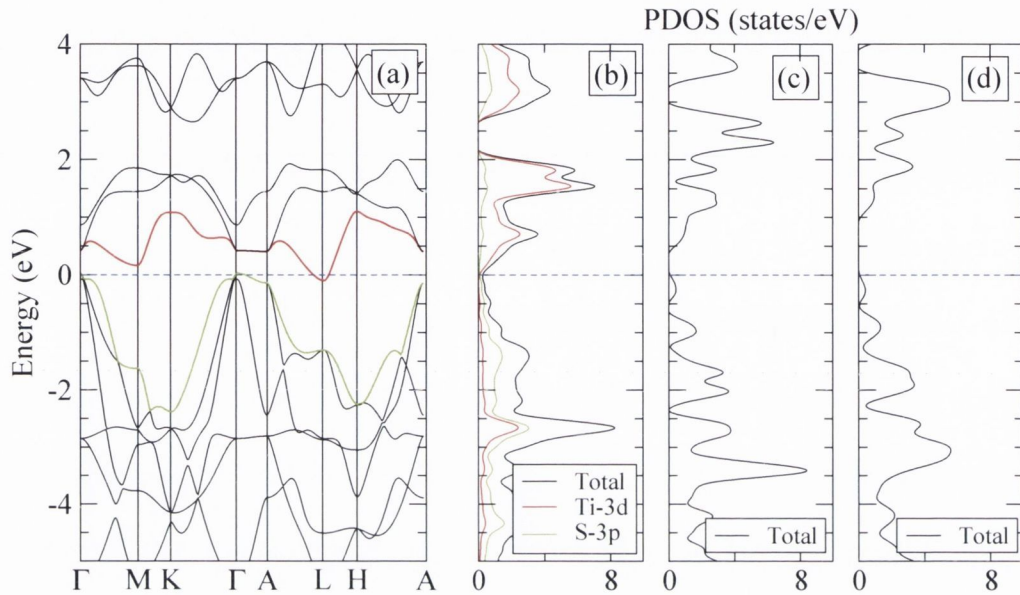 PDOS (states/eV)
4
2
0
-2
-4
Energy (eV)
(a)
(b)
(c)
(d)
Total
Ti-3d
S-3p
Total
Total
Γ M K Γ A L H A
0 8
0 8
0 8